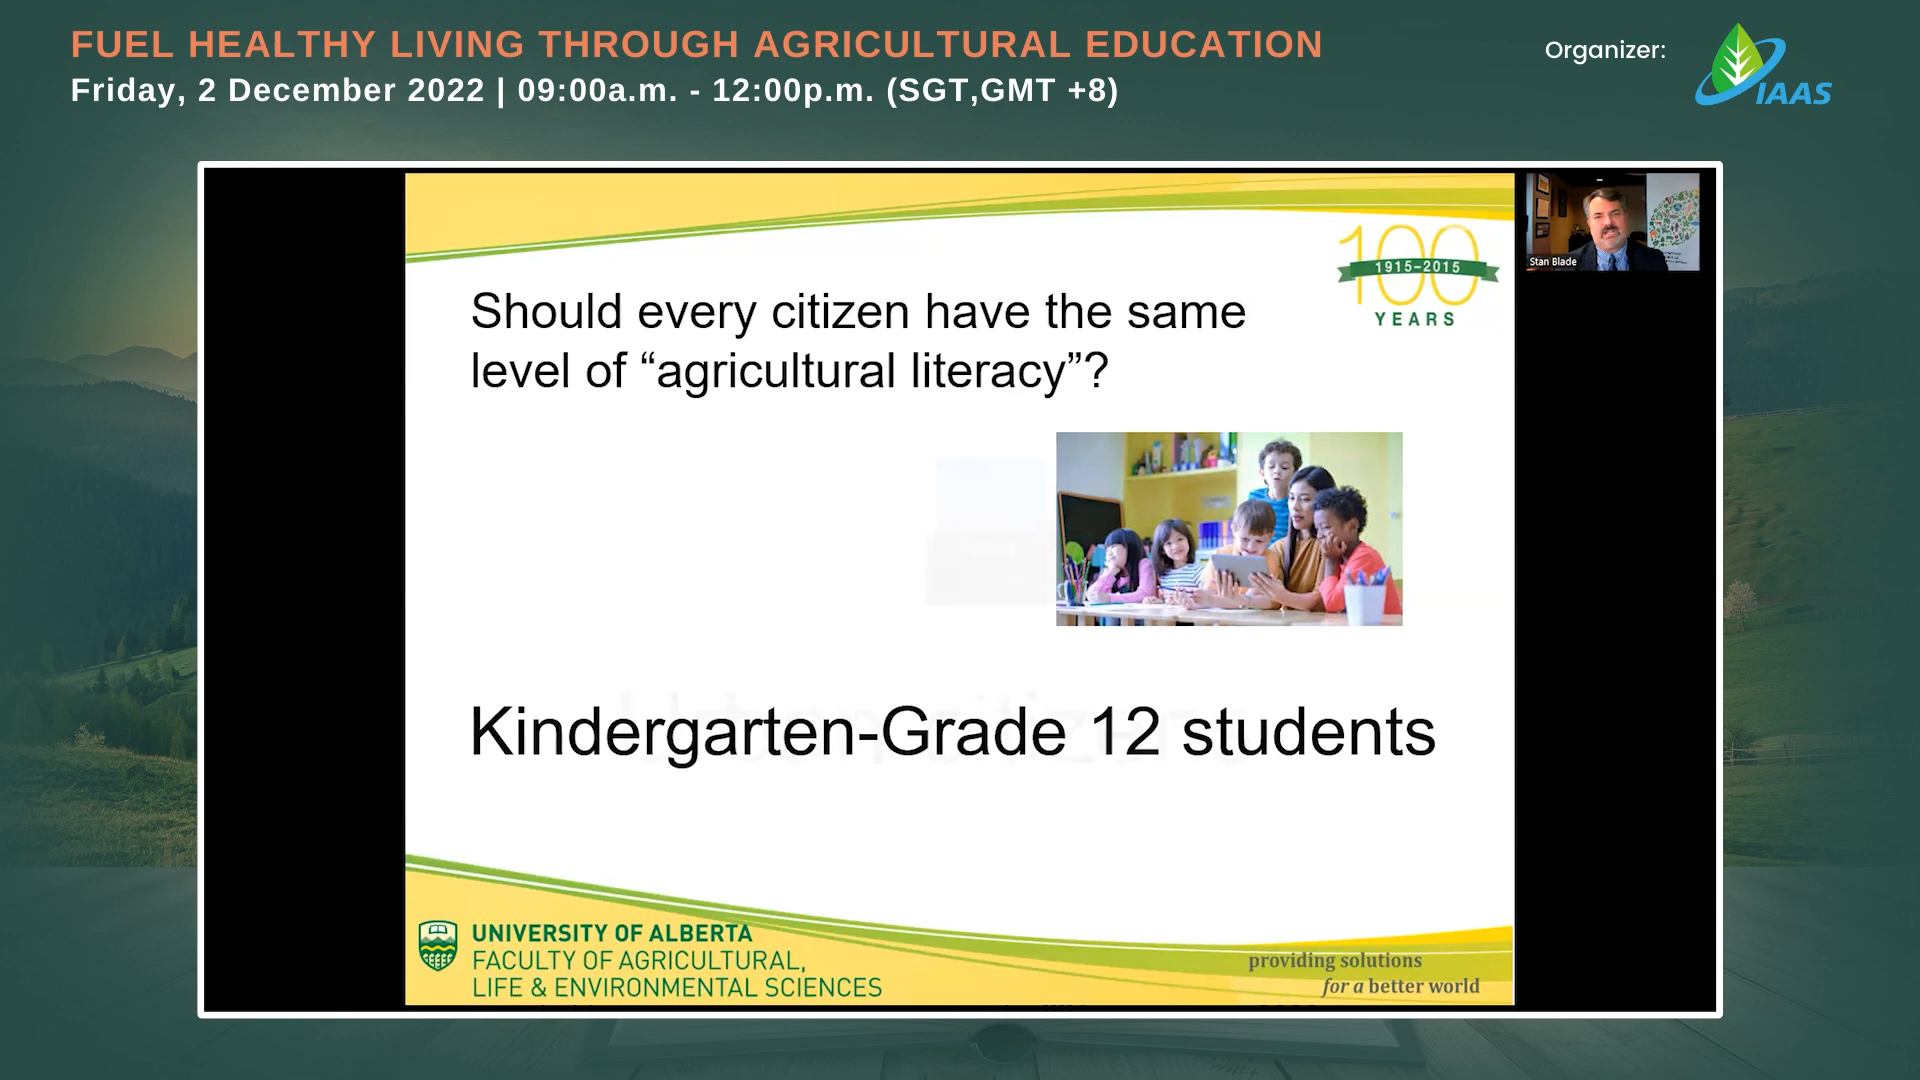 FUEL HEALTHY LIVING THROUGH AGRICULTURAL EDUCATION
Friday, 2 December 2022 | 09:00a.m. - 12:00p.m. (SGT,GMT +8)
Organizer:
IAAS
100
1915-2015
YEARS
Stan Blade
Should every citizen have the same
level of “agricultural literacy”?
Kindergarten-Grade 12 students
UNIVERSITY OF ALBERTA
FACULTY OF AGRICULTURAL,
LIFE & ENVIRONMENTAL SCIENCES
providing solutions
for a better world